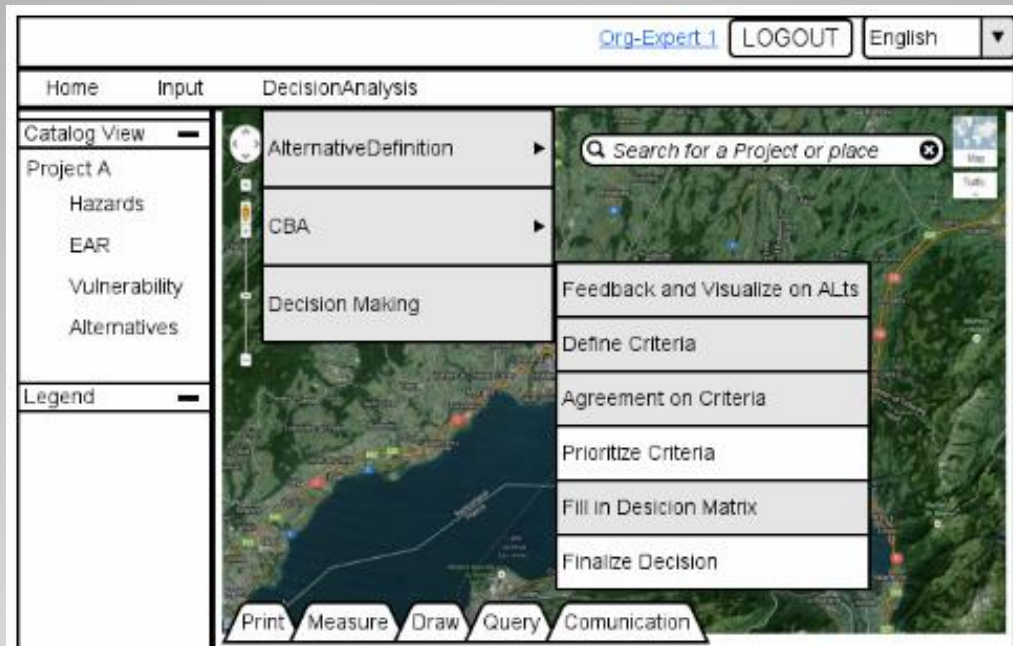 Org-Expert 1 LOGOUT English
Home Input DecisionAnalysis
Catalog View
Project A
Hazards
EAR
Vulnerability
Alternatives
Legend
AlternativeDefinition
CBA
Decision Making
Search for a Project or place
Map
Feedback and Visualize on ALts
Define Criteria
Agreement on Criteria
Prioritize Criteria
Fill in Desicion Matrix
Finalize Decision
Print Measure Draw Query Comunication